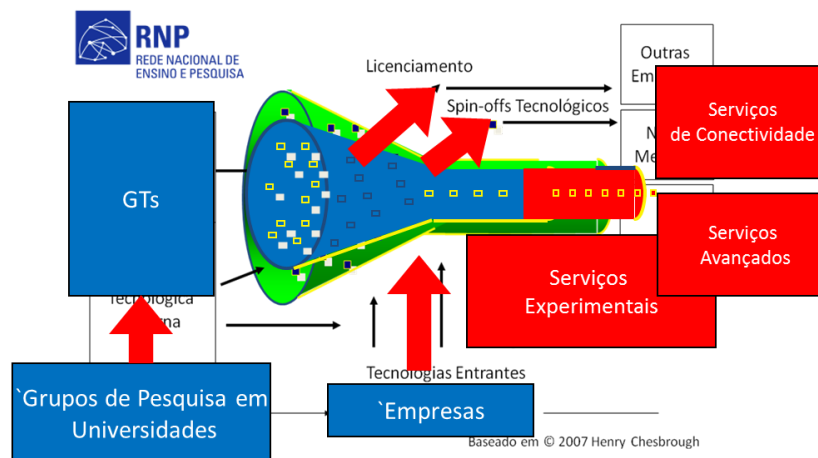 RNP
REDE NACIONAL DE
ENSINO E PESQUISA
Licenciamento
Outras
Spin-offs Tecnológicos
Serviços
de Conectividade
GTs
Serviços
Avançados
Serviços
Experimentais
Tecnológica
Tecnologias Entrantes
`Grupos de Pesquisa em
Universidades
`Empresas
Baseado em © 2007 Henry Chesbrough